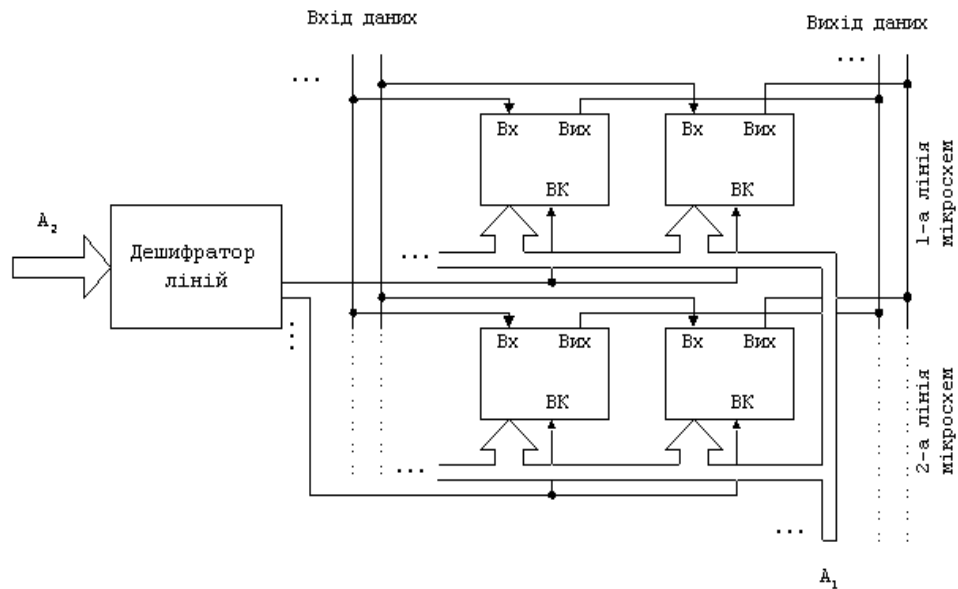 Вхід даних
Вихід даних
...
...
Вх Вих
Вх Вих
ВК
ВК
1-а лінія
мікросхем
A₂
Дешифратор
ліній
...
...
Вх Вих
Вх Вих
ВК
ВК
2-а лінія
мікросхем
...
...
A₁